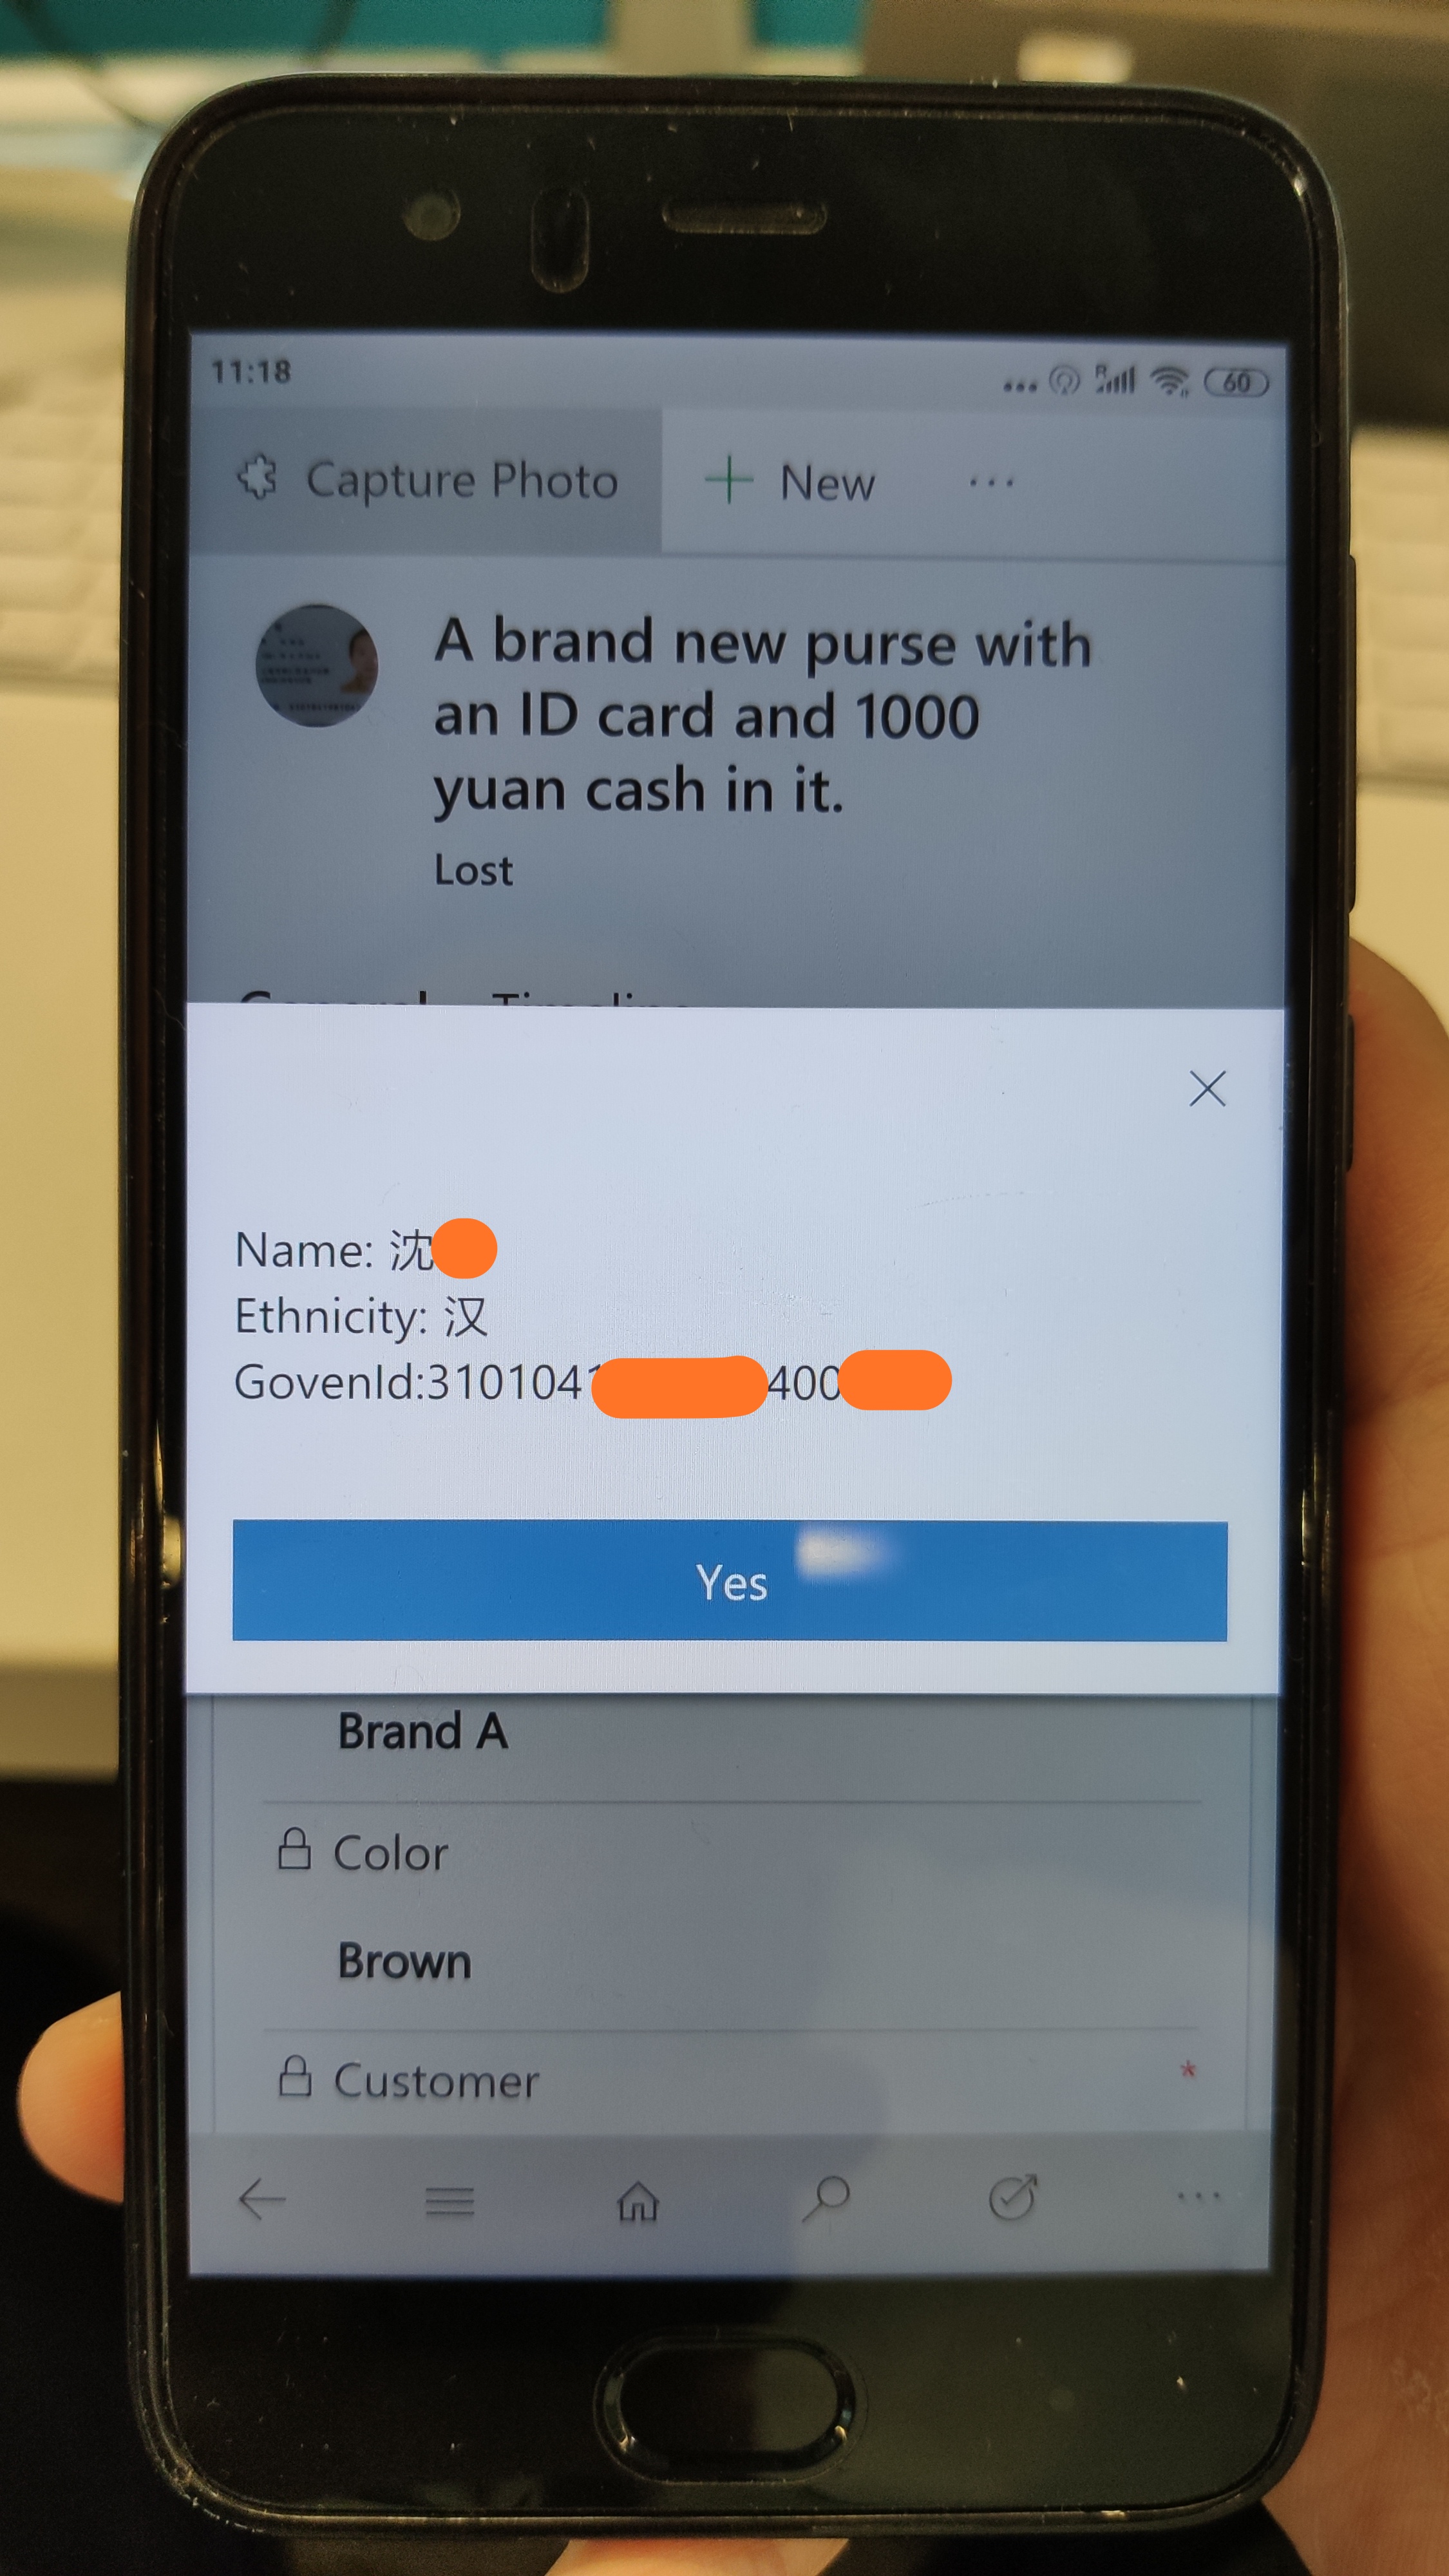 11:18
R
60
Capture Photo
New
...
A brand new purse with
an ID card and 1000
yuan cash in it.
Lost
Name: 沈
Ethnicity: 汉
GovenId:3101041 400
Yes
Brand A
Color
Brown
Customer *